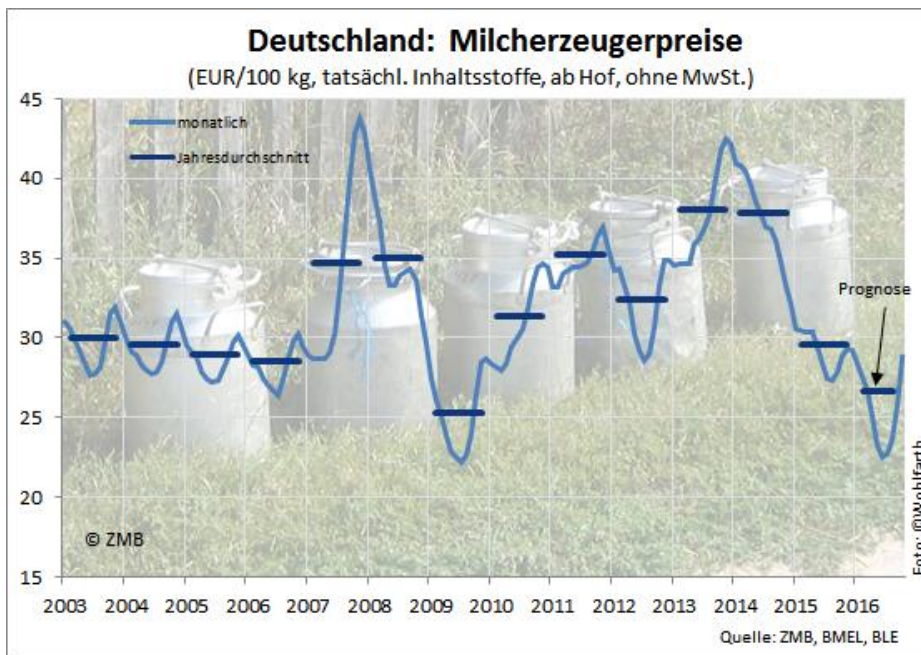 Deutschland: Milcherzeugerpreise
(EUR/100 kg, tatsächl. Inhaltsstoffe, ab Hof, ohne MwSt.)
45
monatlich
Jahresdurchschnitt
40
35
Prognose
30
25
20
© ZMB
Foto: ©Wohlfarth
15
2003 2004 2005 2006 2007 2008 2009 2010 2011 2012 2013 2014 2015 2016
Quelle: ZMB, BMEL, BLE